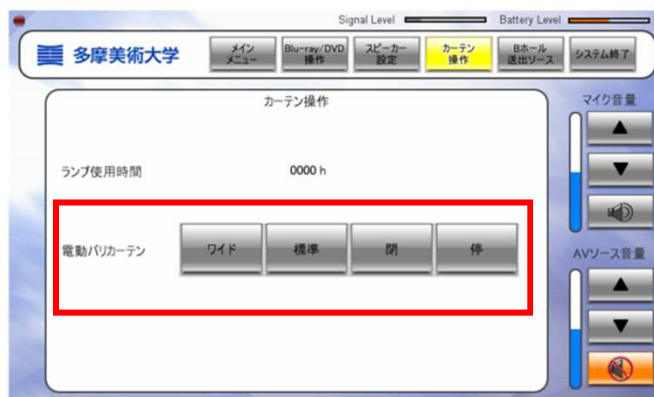 Signal Level
Battery Level
多摩美術大学
メイン
メニュー
Blu-ray/DVD
操作
スピーカー
設定
カーテン
操作
Bホール
送出ソース
システム終了
カーテン操作
マイク音量
ランプ使用時間
0000 h
電動バリカーテン
ワイド
標準
閉
停
AVソース音量